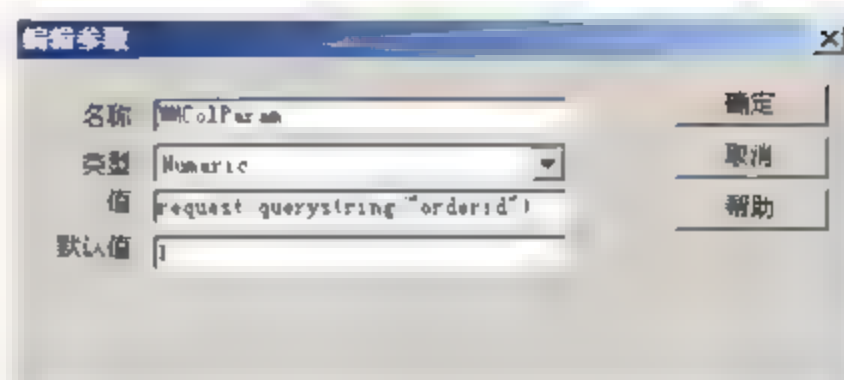 编辑参数
名称 MMColParam 确定
类型 Numeric 取消
值 request querystring "orderid")
默认值 1 帮助